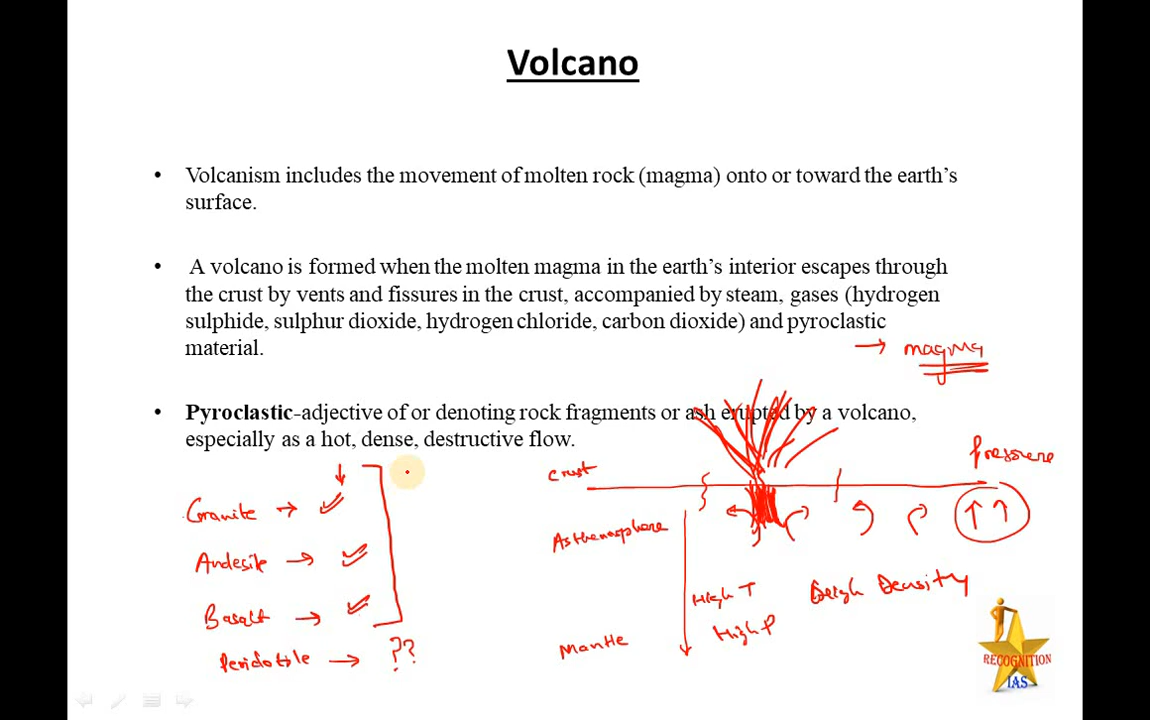 Volcano
• Volcanism includes the movement of molten rock (magma) onto or toward the earth's
surface.
• A volcano is formed when the molten magma in the earth's interior escapes through
the crust by vents and fissures in the crust, accompanied by steam, gases (hydrogen
sulphide, sulphur dioxide, hydrogen chloride, carbon dioxide) and pyroclastic
material.
→ magma
• Pyroclastic-adjective of or denoting rock fragments or ash erupted by a volcano,
especially as a hot, dense, destructive flow.
Pressure
Crust
Granite →
Asthenosphere
Andesite →
High T
High Density
Basalt →
High P
Mantle
Peridotite → ??
RECOGNITION
IAS